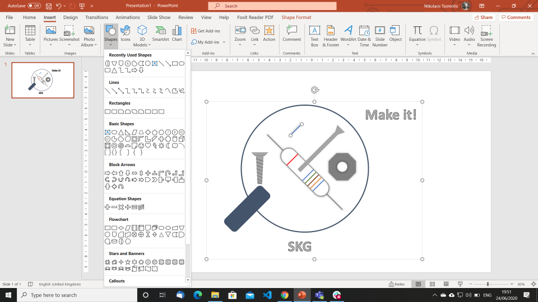 AutoSave Off Presentation1 - PowerPoint Search Nikolaos Tsoniotis
File Home Insert Design Transitions Animations Slide Show Review View Help Foxit Reader PDF Shape Format Share Comments
New Slide Table Pictures Screenshot Photo Album Shapes Icons 3D Models SmartArt Chart Get Add-ins My Add-ins Zoom Link Action Comment Text Box Header & Footer WordArt Date & Time Slide Number Object Equation Symbol Video Audio Screen Recording
Slides Tables Images Links Comments Text Symbols Media
Recently Used Shapes
Lines
Rectangles
Basic Shapes
Block Arrows
Equation Shapes
Flowchart
Stars and Banners
Callouts
1
Make it!
SKG
Slide 1 of 1 English (United Kingdom) Notes
Type here to search
ENG 19:51 24/06/2020